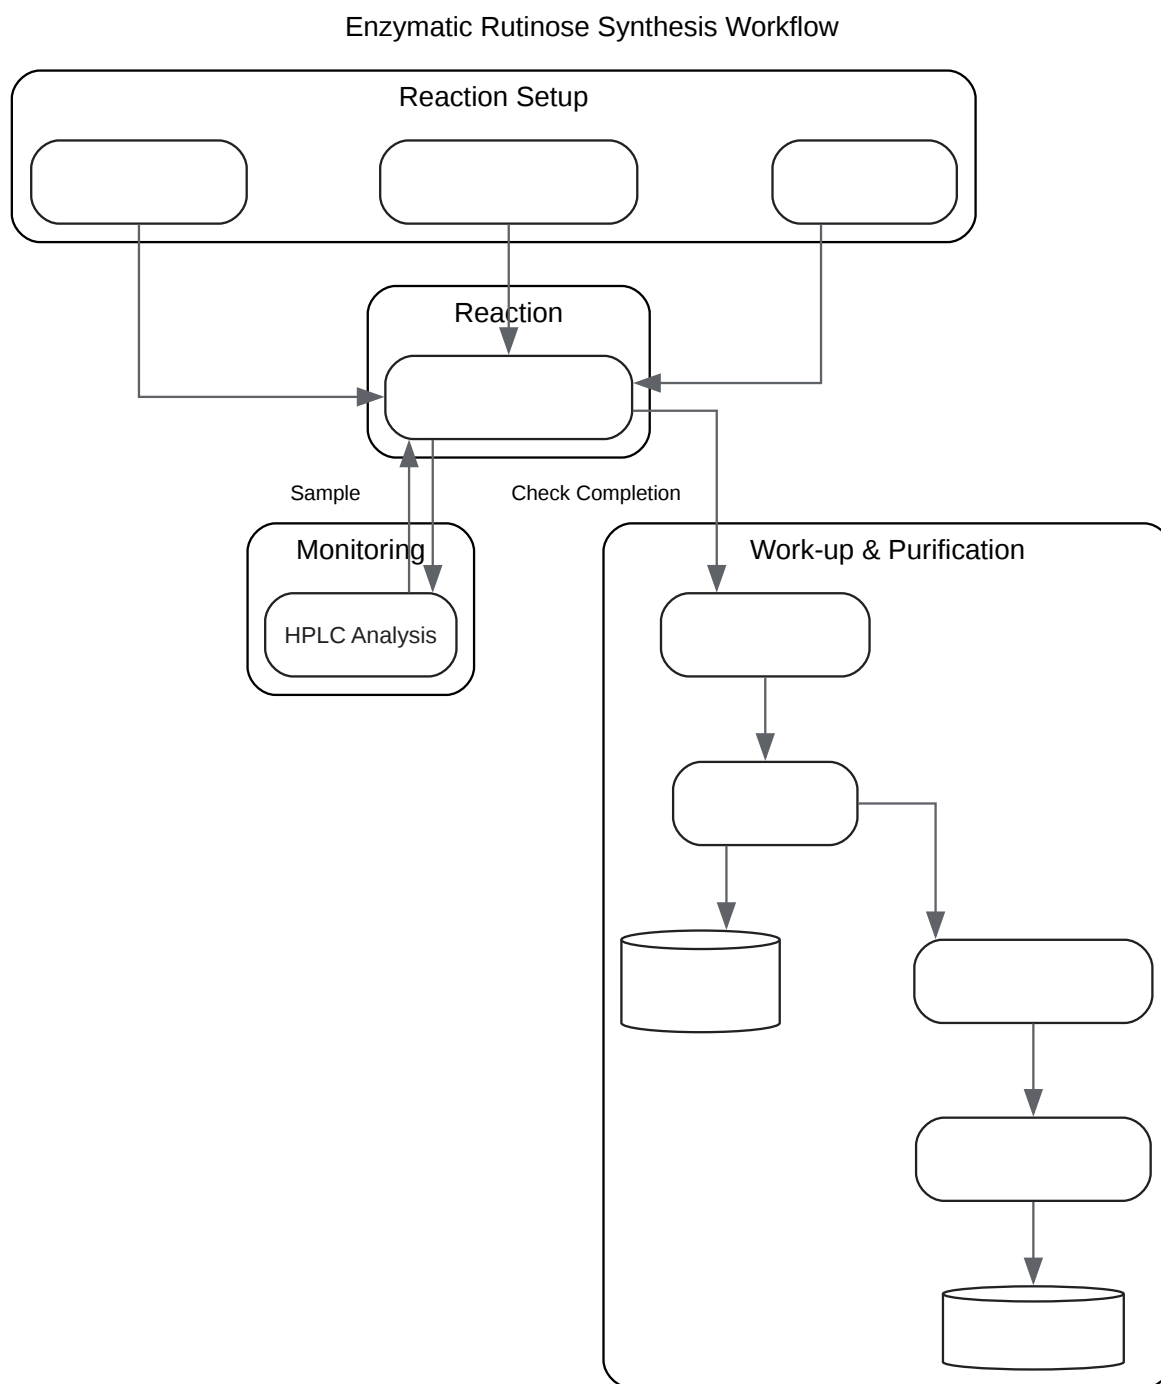 Enzymatic Rutinose Synthesis Workflow
Reaction Setup
Reaction
Sample
Check Completion
Monitoring
Work-up & Purification
HPLC Analysis